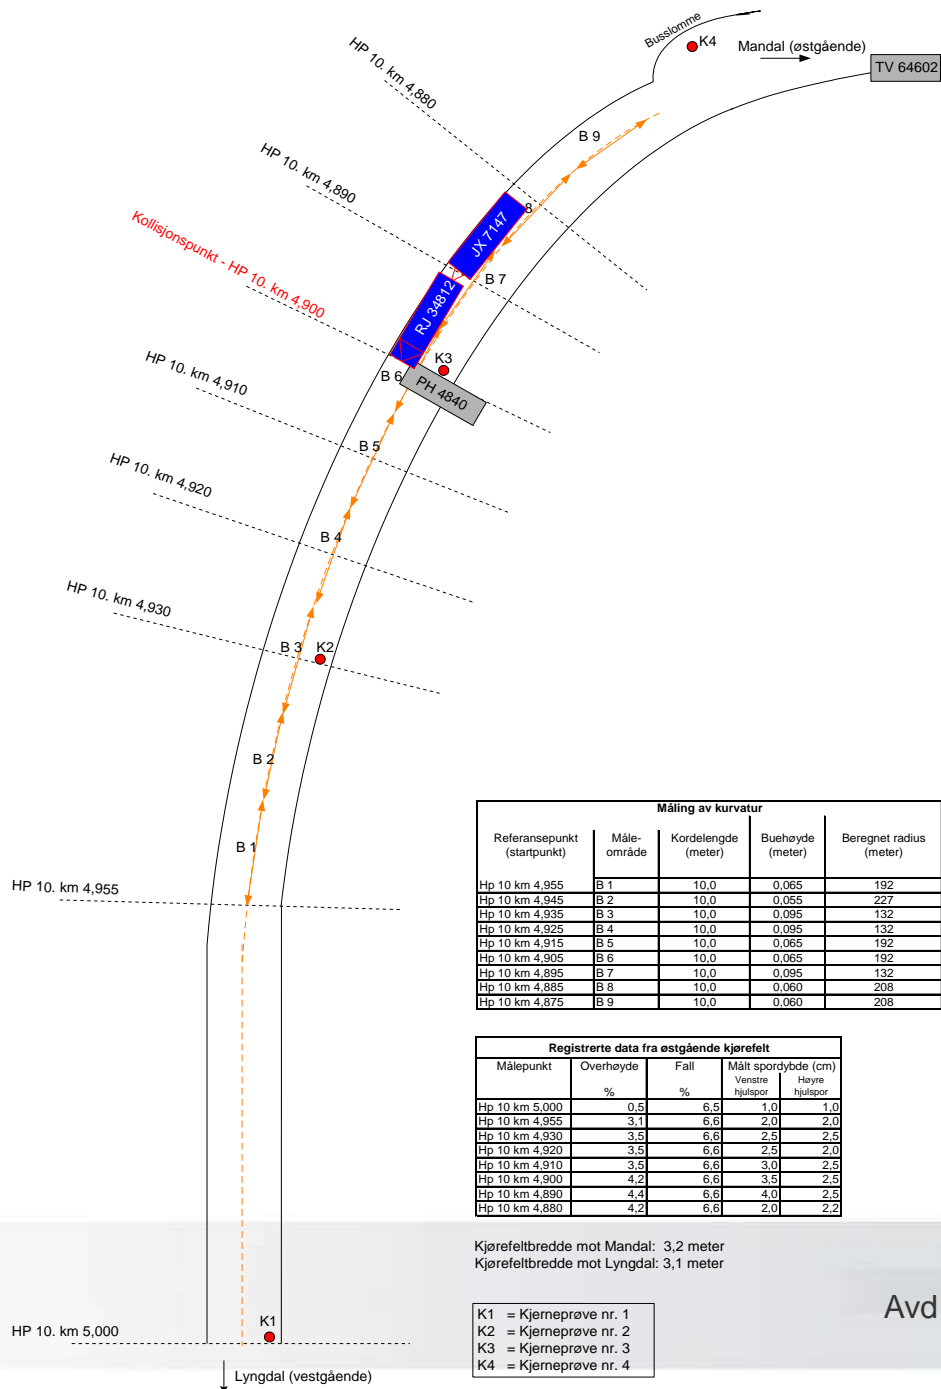 Busslomme
K4
Mandal (østgående)
TV 64602
HP 10. km 4,880
B 9
HP 10. km 4,890
8
JX 7147
Kollisjonspunkt - HP 10. km 4,900
B 7
RJ 34812
K3
HP 10. km 4,910
B 6
PH 4840
B 5
HP 10. km 4,920
B 4
HP 10. km 4,930
B 3
K2
B 2
B 1
HP 10. km 4,955
Måling av kurvatur
Referansepunkt (startpunkt) Måle-område Kordelengde (meter) Buehøyde (meter) Beregnet radius (meter)
Hp 10 km 4,955 B 1 10,0 0,065 192
Hp 10 km 4,945 B 2 10,0 0,055 227
Hp 10 km 4,935 B 3 10,0 0,095 132
Hp 10 km 4,925 B 4 10,0 0,095 132
Hp 10 km 4,915 B 5 10,0 0,065 192
Hp 10 km 4,905 B 6 10,0 0,065 192
Hp 10 km 4,895 B 7 10,0 0,095 132
Hp 10 km 4,885 B 8 10,0 0,060 208
Hp 10 km 4,875 B 9 10,0 0,060 208
Registrerte data fra østgående kjørefelt
Målepunkt Overhøyde Fall Målt spordybde (cm)
Venstre hjulspor Høyre hjulspor
% %
Hp 10 km 5,000 0,5 6,5 1,0 1,0
Hp 10 km 4,955 3,1 6,6 2,0 2,0
Hp 10 km 4,930 3,5 6,6 2,5 2,5
Hp 10 km 4,920 3,5 6,6 2,5 2,0
Hp 10 km 4,910 3,5 6,6 3,0 2,5
Hp 10 km 4,900 4,2 6,6 3,5 2,5
Hp 10 km 4,890 4,4 6,6 4,0 2,5
Hp 10 km 4,880 4,2 6,6 2,0 2,2
Kjørefeltbredde mot Mandal: 3,2 meter
Kjørefeltbredde mot Lyngdal: 3,1 meter
Avd
K1 = Kjerneprøve nr. 1
K2 = Kjerneprøve nr. 2
K3 = Kjerneprøve nr. 3
K4 = Kjerneprøve nr. 4
K1
HP 10. km 5,000
Lyngdal (vestgående)